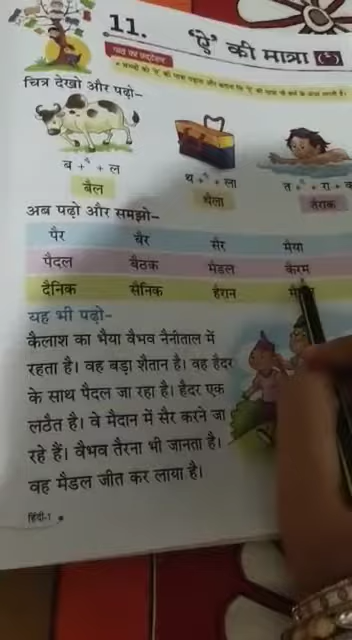 11.
‘ऐ’ की मात्रा (ै)
चित्र देखो और पढ़ो–
ब + ै + ल
थ + ै + ला
त + ै + रा + क
बैल
थैला
तैराक
अब पढ़ो और समझो–
पैर बैर सैर मैया
पैदल बैठक मैडल कैरम
दैनिक सैनिक हैरान
यह भी पढ़ो–
कैलाश का भैया वैभव नैनीताल में
रहता है। वह बड़ा शैतान है। वह हैदर
के साथ पैदल जा रहा है। हैदर एक
लठैत है। वे मैदान में सैर करने जा
रहे हैं। वैभव तैरना भी जानता है।
वह मैडल जीत कर लाया है।
हिंदी-1